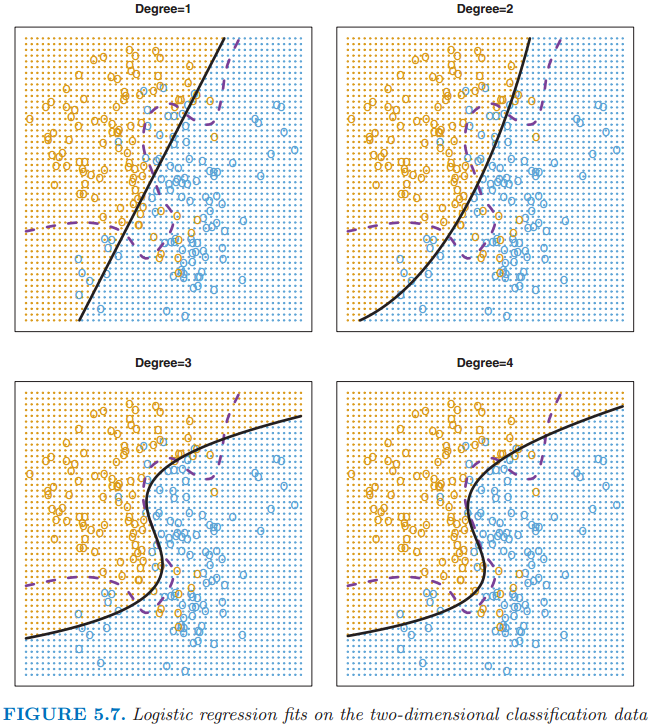 Degree=1
Degree=2
Degree=3
Degree=4
FIGURE 5.7. Logistic regression fits on the two-dimensional classification data